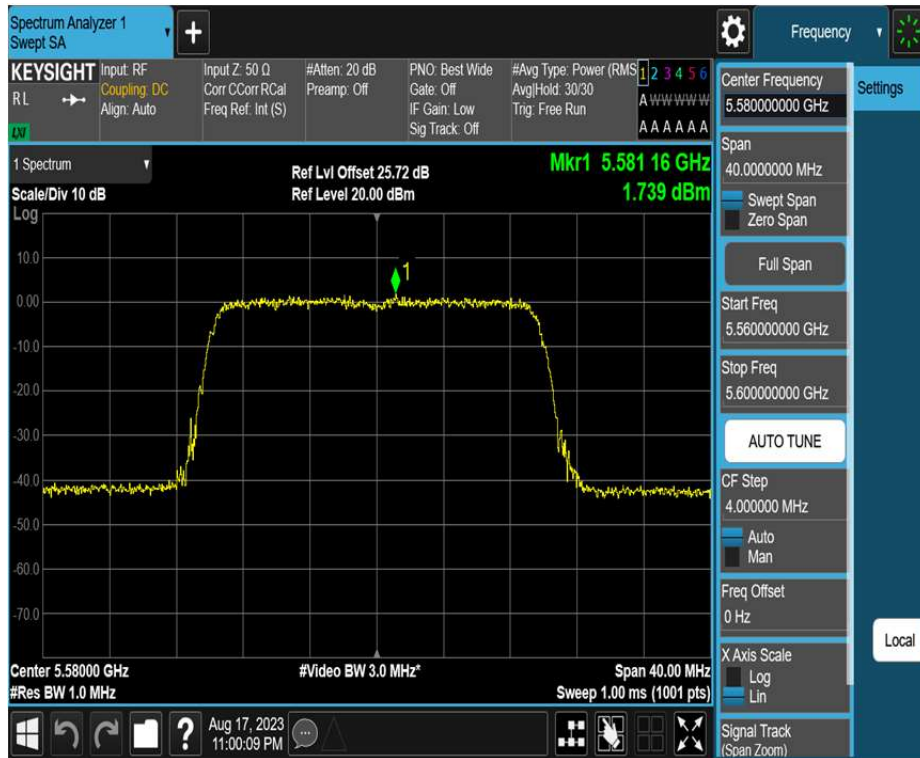 Spectrum Analyzer 1
Swept SA
+
Frequency
KEYSIGHT
R L
LXI
Input: RF
Coupling: DC
Align: Auto
Input Z: 50 Ω
Corr CCorr RCal
Freq Ref: Int (S)
#Atten: 20 dB
Preamp: Off
PNO: Best Wide
Gate: Off
IF Gain: Low
Sig Track: Off
#Avg Type: Power (RMS
Avg|Hold: 30/30
Trig: Free Run
1 2 3 4 5 6
A W W W W W
A A A A A A
1 Spectrum
Scale/Div 10 dB
Log
Ref Lvl Offset 25.72 dB
Ref Level 20.00 dBm
Mkr1 5.581 16 GHz
1.739 dBm
10.0
1
0.00
-10.0
-20.0
-30.0
-40.0
-50.0
-60.0
-70.0
Center 5.58000 GHz
#Res BW 1.0 MHz
#Video BW 3.0 MHz*
Span 40.00 MHz
Sweep 1.00 ms (1001 pts)
?
Aug 17, 2023
11:00:09 PM
Center Frequency
5.580000000 GHz
Settings
Span
40.0000000 MHz
Swept Span
Zero Span
Full Span
Start Freq
5.560000000 GHz
Stop Freq
5.600000000 GHz
AUTO TUNE
CF Step
4.000000 MHz
Auto
Man
Freq Offset
0 Hz
X Axis Scale
Log
Lin
Local
Signal Track
(Span Zoom)